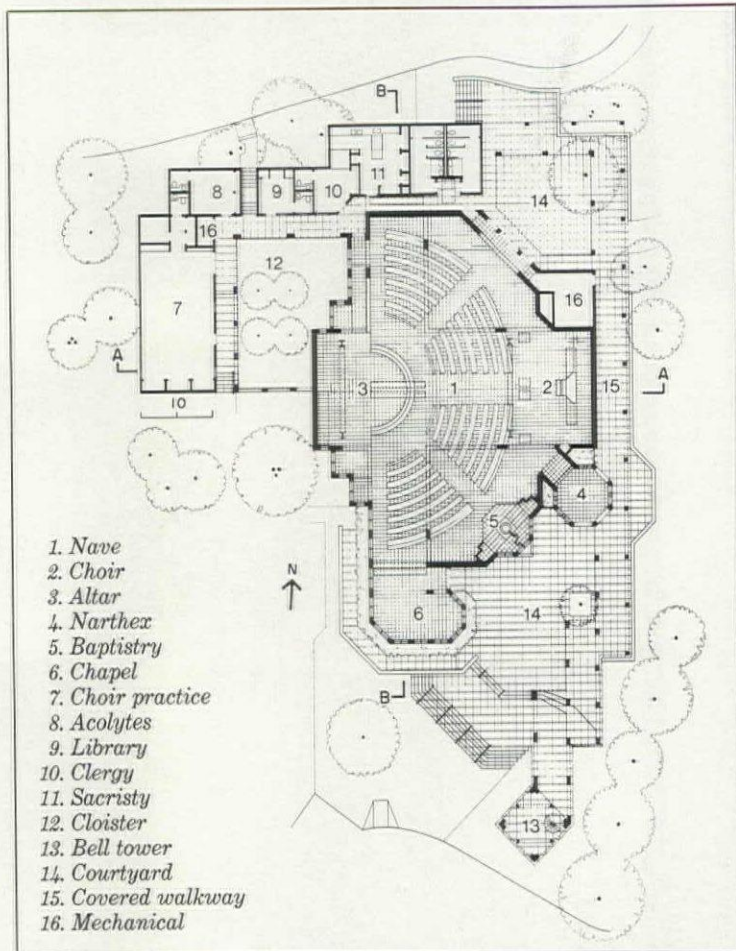 B
14
11
8
9
10
16
12
14
7
16
A
3
1
2
15
A
10
4
5
1. Nave
2. Choir
3. Altar
4. Narthex
5. Baptistry
6. Chapel
7. Choir practice
8. Acolytes
9. Library
10. Clergy
11. Sacristy
12. Cloister
13. Bell tower
14. Courtyard
15. Covered walkway
16. Mechanical
N
6
14
B
13